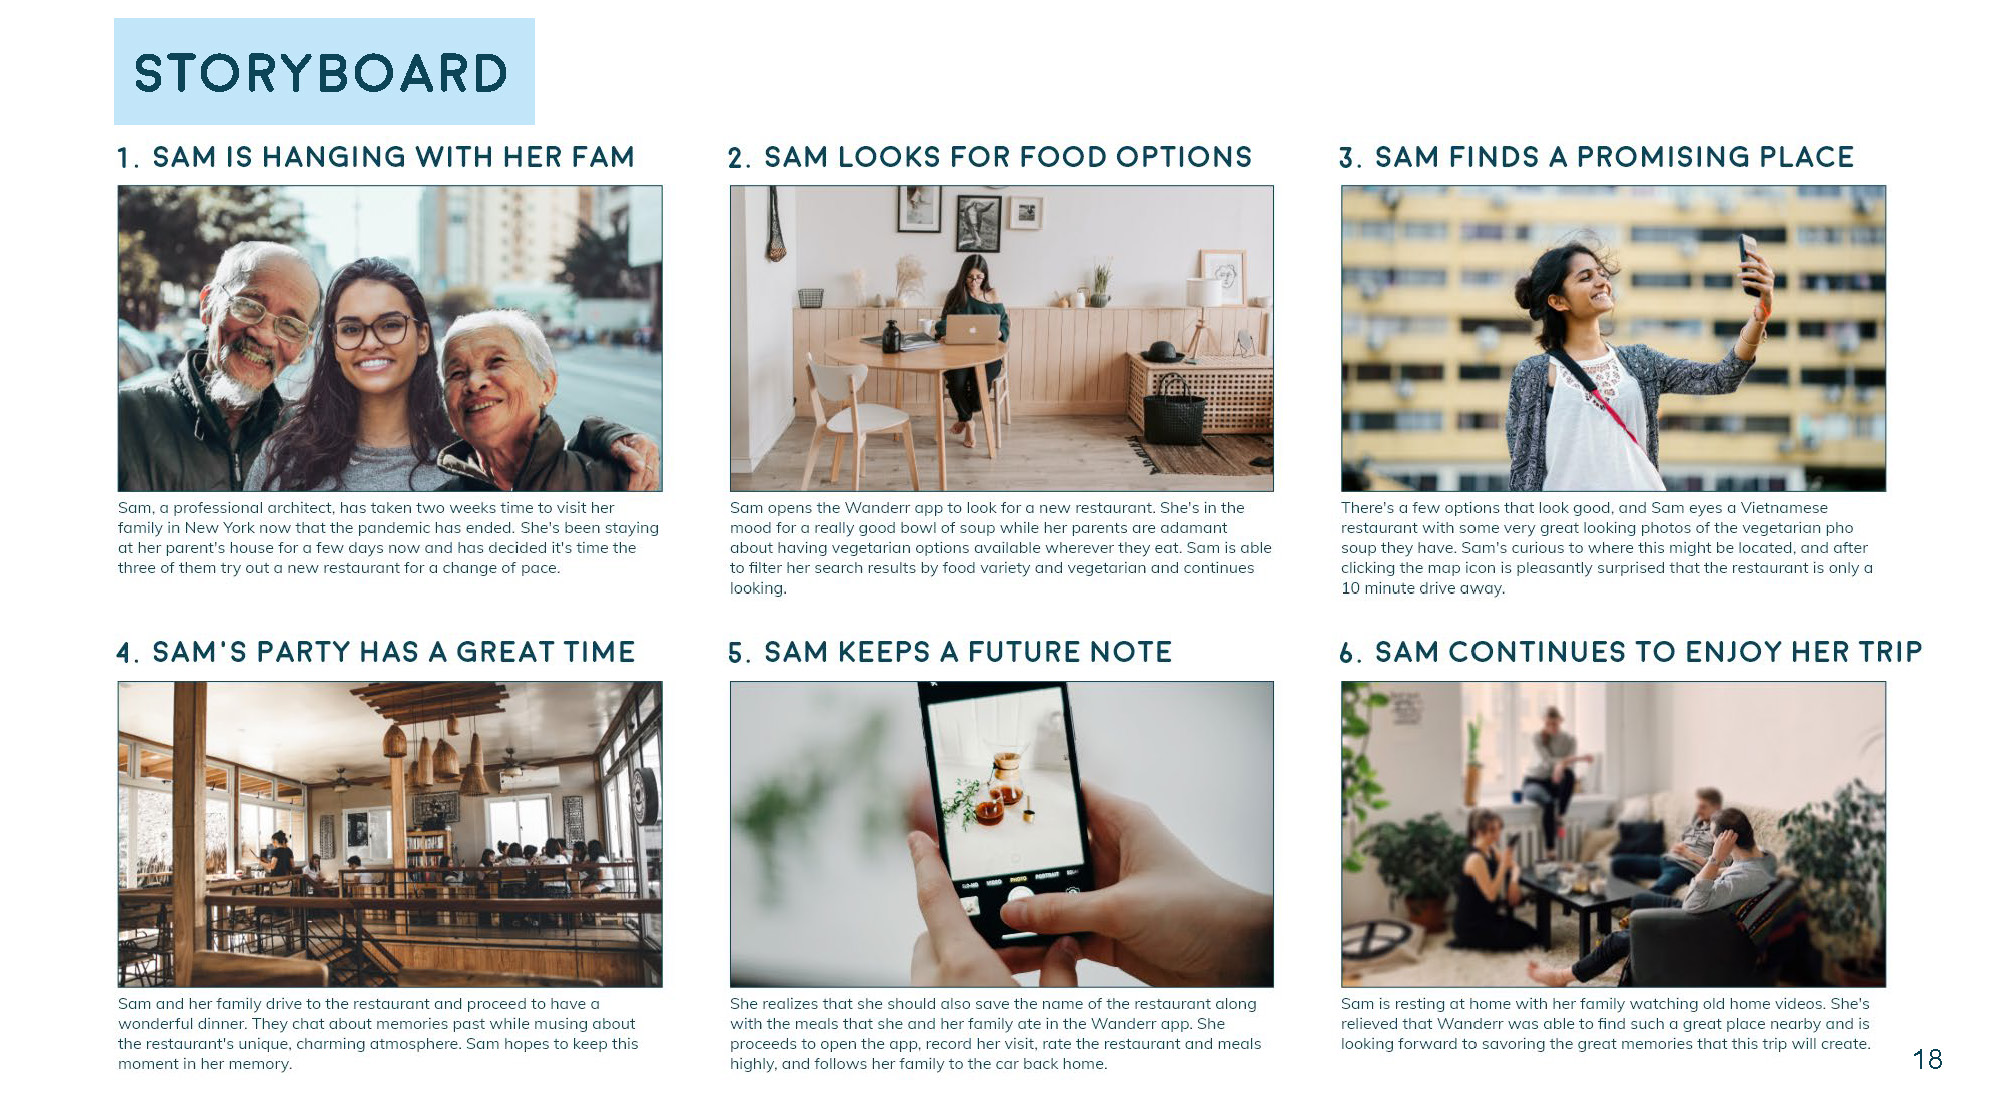 STORYBOARD
1. SAM IS HANGING WITH HER FAM
Sam, a professional architect, has taken two weeks time to visit her
family in New York now that the pandemic has ended. She's been staying
at her parent's house for a few days now and has decided it's time the
three of them try out a new restaurant for a change of pace.
2. SAM LOOKS FOR FOOD OPTIONS
Sam opens the Wanderr app to look for a new restaurant. She's in the
mood for a really good bowl of soup while her parents are adamant
about having vegetarian options available wherever they eat. Sam is able
to filter her search results by food variety and vegetarian and continues
looking.
3. SAM FINDS A PROMISING PLACE
There's a few options that look good, and Sam eyes a Vietnamese
restaurant with some very great looking photos of the vegetarian pho
soup they have. Sam's curious to where this might be located, and after
clicking the map icon is pleasantly surprised that the restaurant is only a
10 minute drive away.
4. SAM'S PARTY HAS A GREAT TIME
Sam and her family drive to the restaurant and proceed to have a
wonderful dinner. They chat about memories past while musing about
the restaurant's unique, charming atmosphere. Sam hopes to keep this
moment in her memory.
5. SAM KEEPS A FUTURE NOTE
VIDEO PHOTO PORTRAIT
She realizes that she should also save the name of the restaurant along
with the meals that she and her family ate in the Wanderr app. She
proceeds to open the app, record her visit, rate the restaurant and meals
highly, and follows her family to the car back home.
6. SAM CONTINUES TO ENJOY HER TRIP
Sam is resting at home with her family watching old home videos. She's
relieved that Wanderr was able to find such a great place nearby and is
looking forward to savoring the great memories that this trip will create.
18